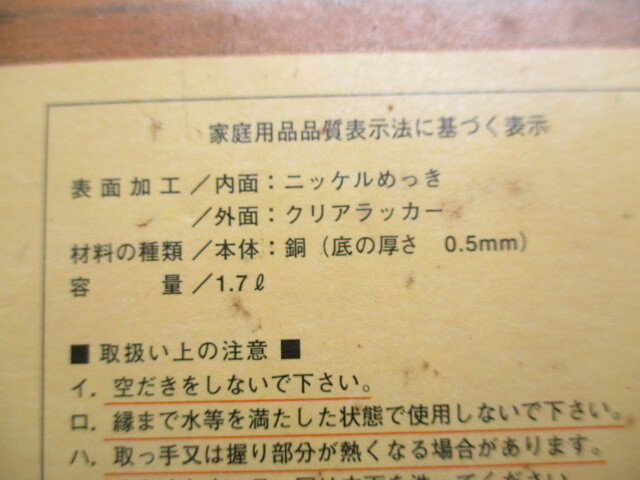 家庭用品品質表示法に基づく表示
表面加工／内面：ニッケルめっき
／外面：クリアラッカー
材料の種類／本体：銅（底の厚さ　0.5mm）
容　　量／1.7ℓ
■ 取扱い上の注意 ■
イ．空だきをしないで下さい。
ロ．縁まで水等を満たした状態で使用しないで下さい。
ハ．取っ手又は握り部分が熱くなる場合があります。